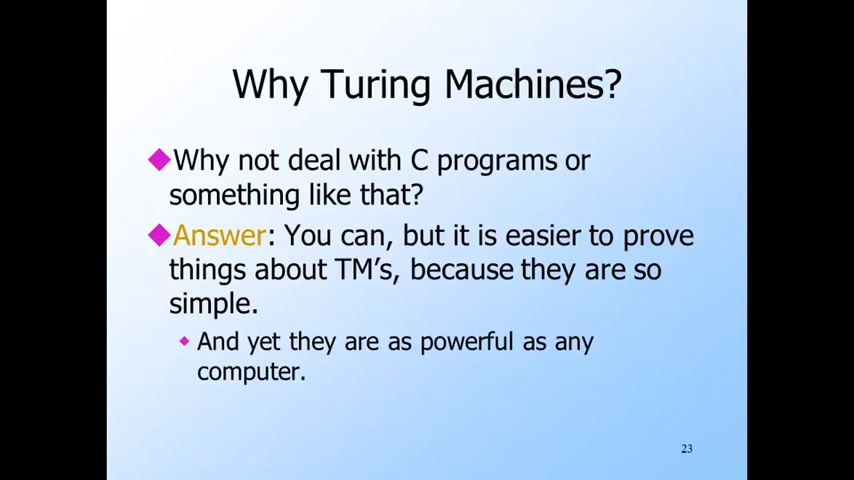 Why Turing Machines?
Why not deal with C programs or
something like that?
Answer: You can, but it is easier to prove
things about TM’s, because they are so
simple.
And yet they are as powerful as any
computer.
23